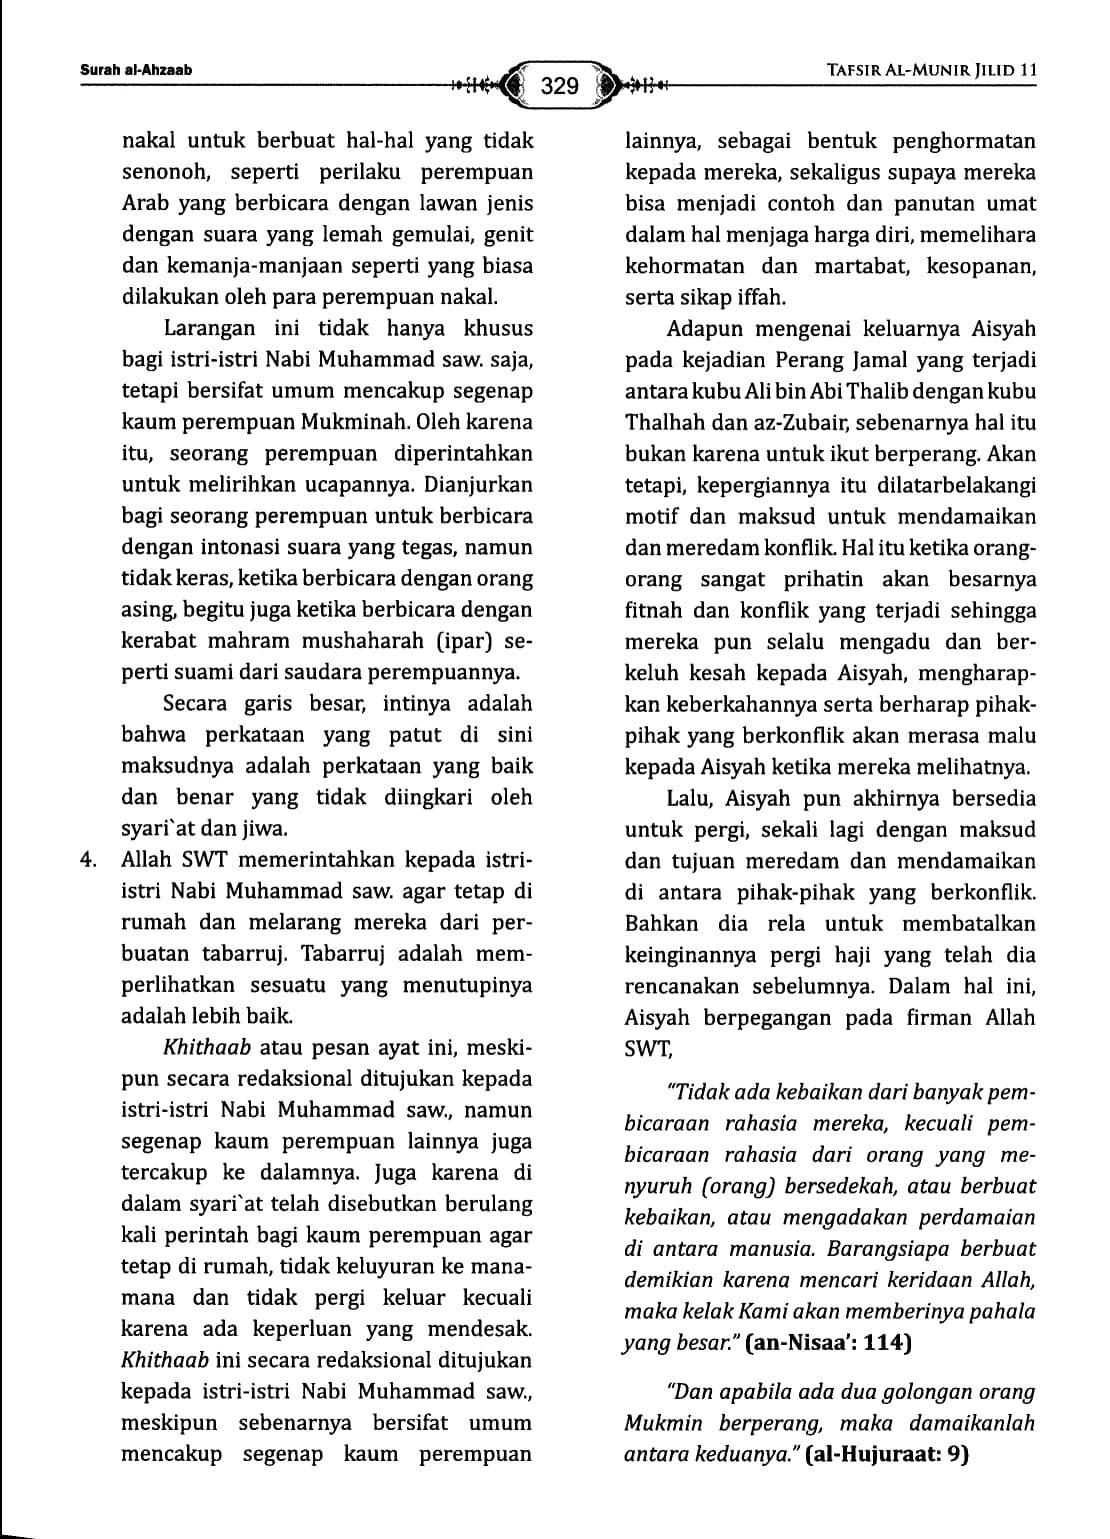 Surah al-Ahzaab
329
TAFSIR AL-MUNIR JILID 11
nakal untuk berbuat hal-hal yang tidak
senonoh, seperti perilaku perempuan
Arab yang berbicara dengan lawan jenis
dengan suara yang lemah gemulai, genit
dan kemanja-manjaan seperti yang biasa
dilakukan oleh para perempuan nakal.
Larangan ini tidak hanya khusus
bagi istri-istri Nabi Muhammad saw. saja,
tetapi bersifat umum mencakup segenap
kaum perempuan Mukminah. Oleh karena
itu, seorang perempuan diperintahkan
untuk melirihkan ucapannya. Dianjurkan
bagi seorang perempuan untuk berbicara
dengan intonasi suara yang tegas, namun
tidak keras, ketika berbicara dengan orang
asing, begitu juga ketika berbicara dengan
kerabat mahram mushaharah (ipar) se-
perti suami dari saudara perempuannya.
Secara garis besar, intinya adalah
bahwa perkataan yang patut di sini
maksudnya adalah perkataan yang baik
dan benar yang tidak diingkari oleh
syari`at dan jiwa.
4. Allah SWT memerintahkan kepada istri-
istri Nabi Muhammad saw. agar tetap di
rumah dan melarang mereka dari per-
buatan tabarruj. Tabarruj adalah mem-
perlihatkan sesuatu yang menutupinya
adalah lebih baik.
Khithaab atau pesan ayat ini, meski-
pun secara redaksional ditujukan kepada
istri-istri Nabi Muhammad saw., namun
segenap kaum perempuan lainnya juga
tercakup ke dalamnya. Juga karena di
dalam syari`at telah disebutkan berulang
kali perintah bagi kaum perempuan agar
tetap di rumah, tidak keluyuran ke mana-
mana dan tidak pergi keluar kecuali
karena ada keperluan yang mendesak.
Khithaab ini secara redaksional ditujukan
kepada istri-istri Nabi Muhammad saw.,
meskipun sebenarnya bersifat umum
mencakup segenap kaum perempuan
lainnya, sebagai bentuk penghormatan
kepada mereka, sekaligus supaya mereka
bisa menjadi contoh dan panutan umat
dalam hal menjaga harga diri, memelihara
kehormatan dan martabat, kesopanan,
serta sikap iffah.
Adapun mengenai keluarnya Aisyah
pada kejadian Perang Jamal yang terjadi
antara kubu Ali bin Abi Thalib dengan kubu
Thalhah dan az-Zubair, sebenarnya hal itu
bukan karena untuk ikut berperang. Akan
tetapi, kepergiannya itu dilatarbelakangi
motif dan maksud untuk mendamaikan
dan meredam konflik. Hal itu ketika orang-
orang sangat prihatin akan besarnya
fitnah dan konflik yang terjadi sehingga
mereka pun selalu mengadu dan ber-
keluh kesah kepada Aisyah, mengharap-
kan keberkahannya serta berharap pihak-
pihak yang berkonflik akan merasa malu
kepada Aisyah ketika mereka melihatnya.
Lalu, Aisyah pun akhirnya bersedia
untuk pergi, sekali lagi dengan maksud
dan tujuan meredam dan mendamaikan
di antara pihak-pihak yang berkonflik.
Bahkan dia rela untuk membatalkan
keinginannya pergi haji yang telah dia
rencanakan sebelumnya. Dalam hal ini,
Aisyah berpegangan pada firman Allah
SWT,
“Tidak ada kebaikan dari banyak pem-
bicaraan rahasia mereka, kecuali pem-
bicaraan rahasia dari orang yang me-
nyuruh (orang) bersedekah, atau berbuat
kebaikan, atau mengadakan perdamaian
di antara manusia. Barangsiapa berbuat
demikian karena mencari keridaan Allah,
maka kelak Kami akan memberinya pahala
yang besar.” (an-Nisaa’: 114)
“Dan apabila ada dua golongan orang
Mukmin berperang, maka damaikanlah
antara keduanya.” (al-Hujuraat: 9)